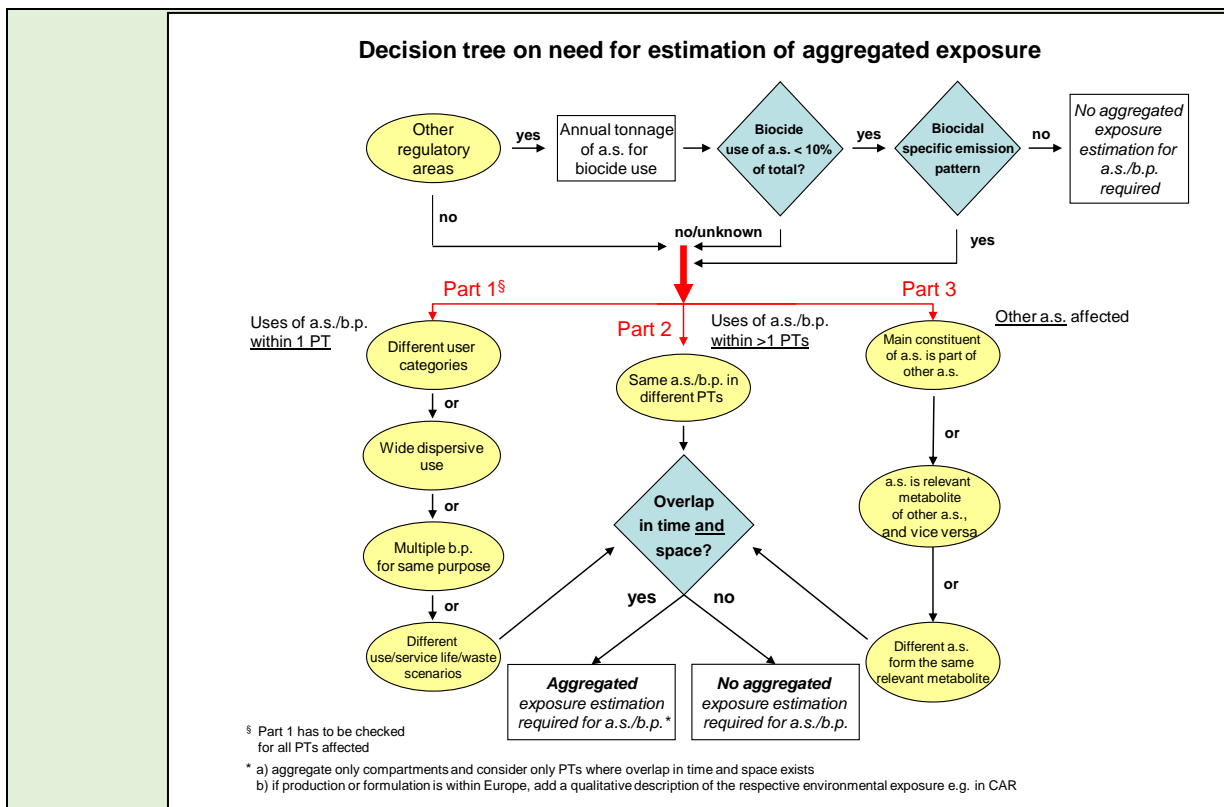 Decision tree on need for estimation of aggregated exposure
Other
regulatory
areas
yes
Annual tonnage
of a.s. for
biocide use
Biocide
use of a.s. < 10%
of total?
yes
Biocidal
specific emission
pattern
no
No aggregated
exposure
estimation for
a.s./b.p.
required
no
no/unknown
yes
Part 1§
Part 2
Part 3
Uses of a.s./b.p.
within 1 PT
Uses of a.s./b.p.
within >1 PTs
Other a.s. affected
Different user
categories
or
Wide dispersive
use
or
Multiple b.p.
for same purpose
or
Different
use/service life/waste
scenarios
Same a.s./b.p. in
different PTs
Overlap
in time and
space?
yes
no
Aggregated
exposure estimation
required for a.s./b.p.*
No aggregated
exposure estimation
required for a.s./b.p.
Main constituent
of a.s. is part of
other a.s.
or
a.s. is relevant
metabolite
of other a.s.,
and vice versa
or
Different a.s.
form the same
relevant metabolite
§ Part 1 has to be checked
for all PTs affected
* a) aggregate only compartments and consider only PTs where overlap in time and space exists
b) if production or formulation is within Europe, add a qualitative description of the respective environmental exposure e.g. in CAR